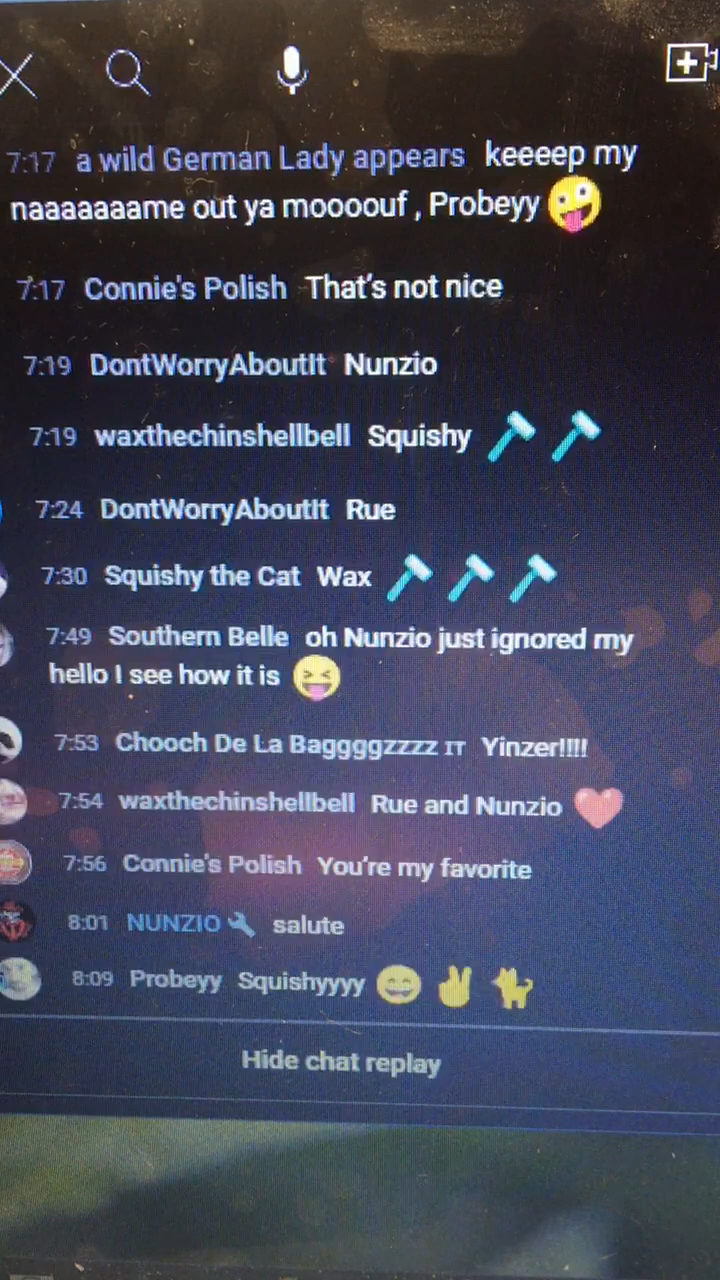 7:17 a wild German Lady appears keeeep my
naaaaaaame out ya moooouf , Probeyy 🤪
7:17 Connie's Polish That's not nice
7:19 DontWorryAboutIt Nunzio
7:19 waxthechinshellbell Squishy
7:24 DontWorryAboutIt Rue
7:30 Squishy the Cat Wax
7:49 Southern Belle oh Nunzio just ignored my
hello I see how it is 😝
7:53 Chooch De La Baggggzzzz IT Yinzer!!!!
7:54 waxthechinshellbell Rue and Nunzio ❤️
7:56 Connie's Polish You're my favorite
8:01 NUNZIO🔧 salute
8:09 Probeyy Squishyyyy 😄 ✌️ 🐈
Hide chat replay